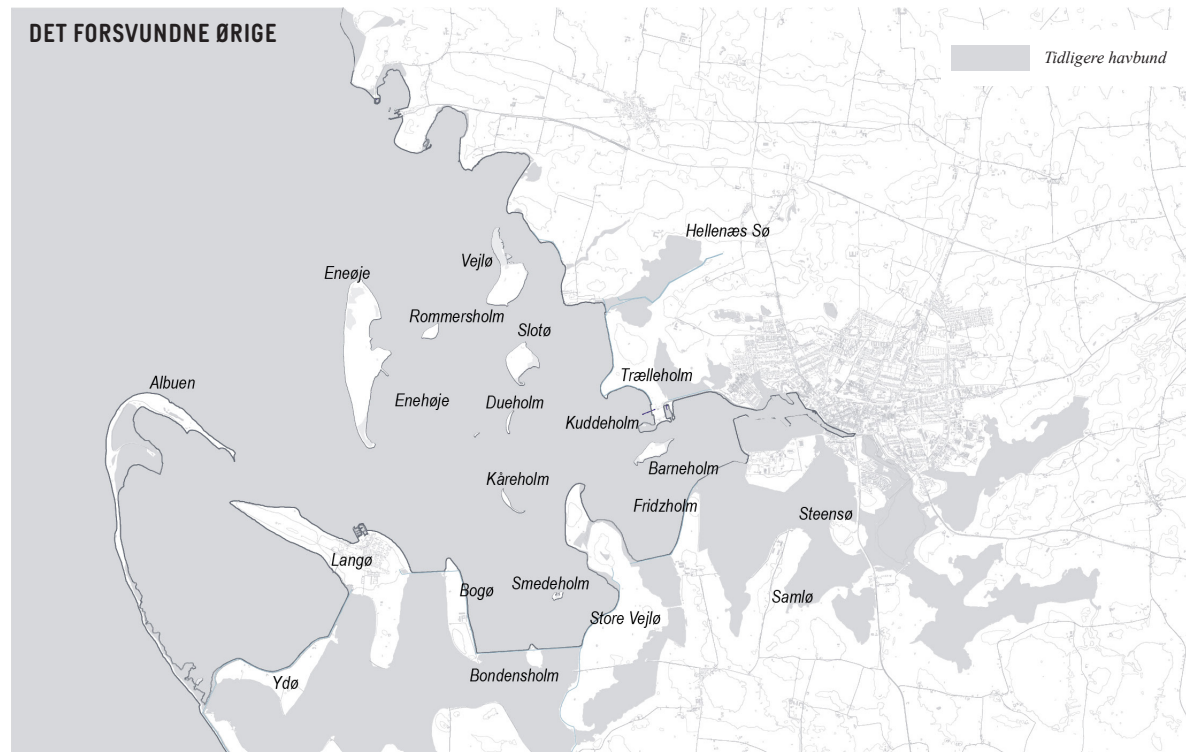 DET FORSVUNDNE ØRIGE
Tidligere havbund
Hellenæs Sø
Vejlø
Eneøje
Rommersholm
Slotø
Trælleholm
Albuen
Enehøje
Dueholm
Kuddeholm
Barneholm
Kåreholm
Fridzholm
Steensø
Langø
Smedeholm
Bogø
Samlø
Store Vejlø
Bondensholm
Ydø